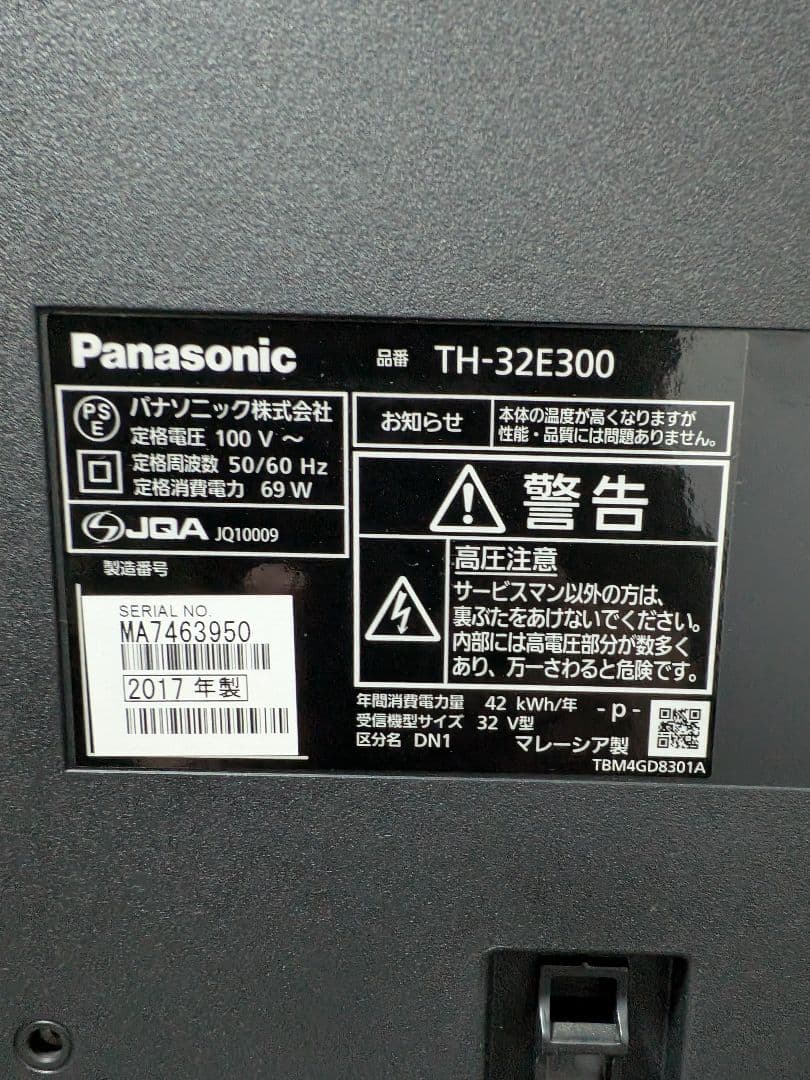 Panasonic
品番 TH-32E300
PS
E
パナソニック株式会社
定格電圧 100 V ～
定格周波数 50/60 Hz
定格消費電力 69 W
JQA JQ10009
製造番号
SERIAL NO.
MA7463950
2017 年製
お知らせ
本体の温度が高くなりますが
性能・品質には問題ありません。
警告
高圧注意
サービスマン以外の方は、
裏ぶたをあけないでください。
内部には高電圧部分が数多く
あり、万一さわると危険です。
年間消費電力量 42 kWh/年
受信機型サイズ 32 V型
区分名 DN1
- p -
マレーシア製
TBM4GD8301A